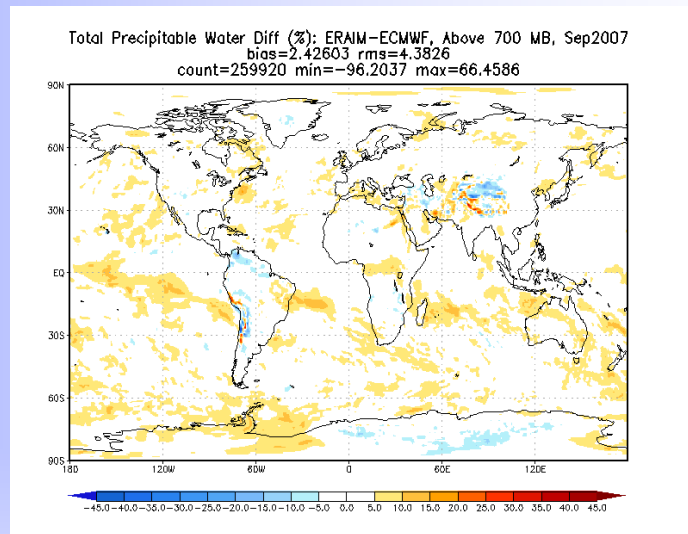 Total Precipitable Water Diff (%): ERAIM-ECMWF, Above 700 MB, Sep2007
bias=2.42603 rms=4.3826
count=259920 min=-96.2037 max=66.4586
90N
60N
30N
EQ
30S
60S
90S
180 120W 60W 0 60E 120E
-45.0 -40.0 -35.0 -30.0 -25.0 -20.0 -15.0 -10.0 -5.0 0.0 5.0 10.0 15.0 20.0 25.0 30.0 35.0 40.0 45.0